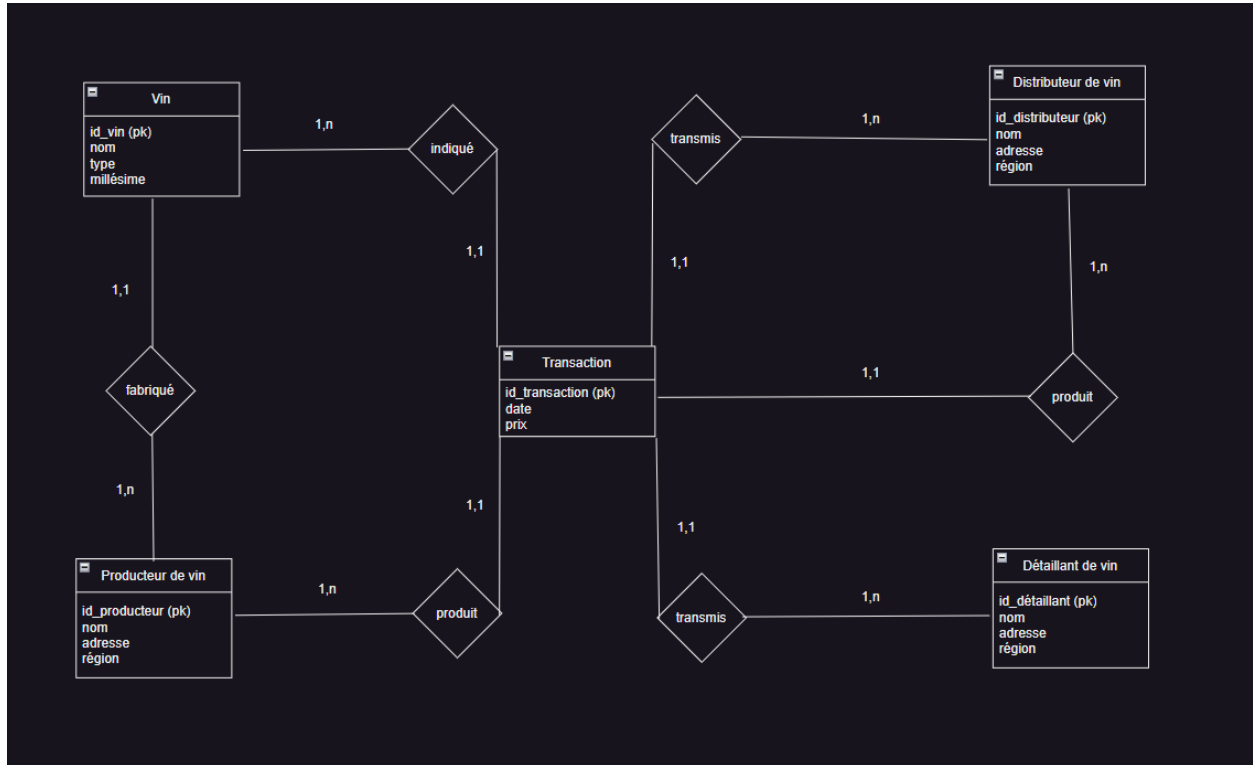 Vin
id_vin (pk)
nom
type
millésime
1,n
indiqué
1,1
transmis
1,n
1,1
Distributeur de vin
id_distributeur (pk)
nom
adresse
région
1,1
fabriqué
1,n
Transaction
id_transaction (pk)
date
prix
1,1
1,n
produit
Producteur de vin
id_producteur (pk)
nom
adresse
région
1,n
produit
1,1
1,1
transmis
1,n
Détaillant de vin
id_détaillant (pk)
nom
adresse
région